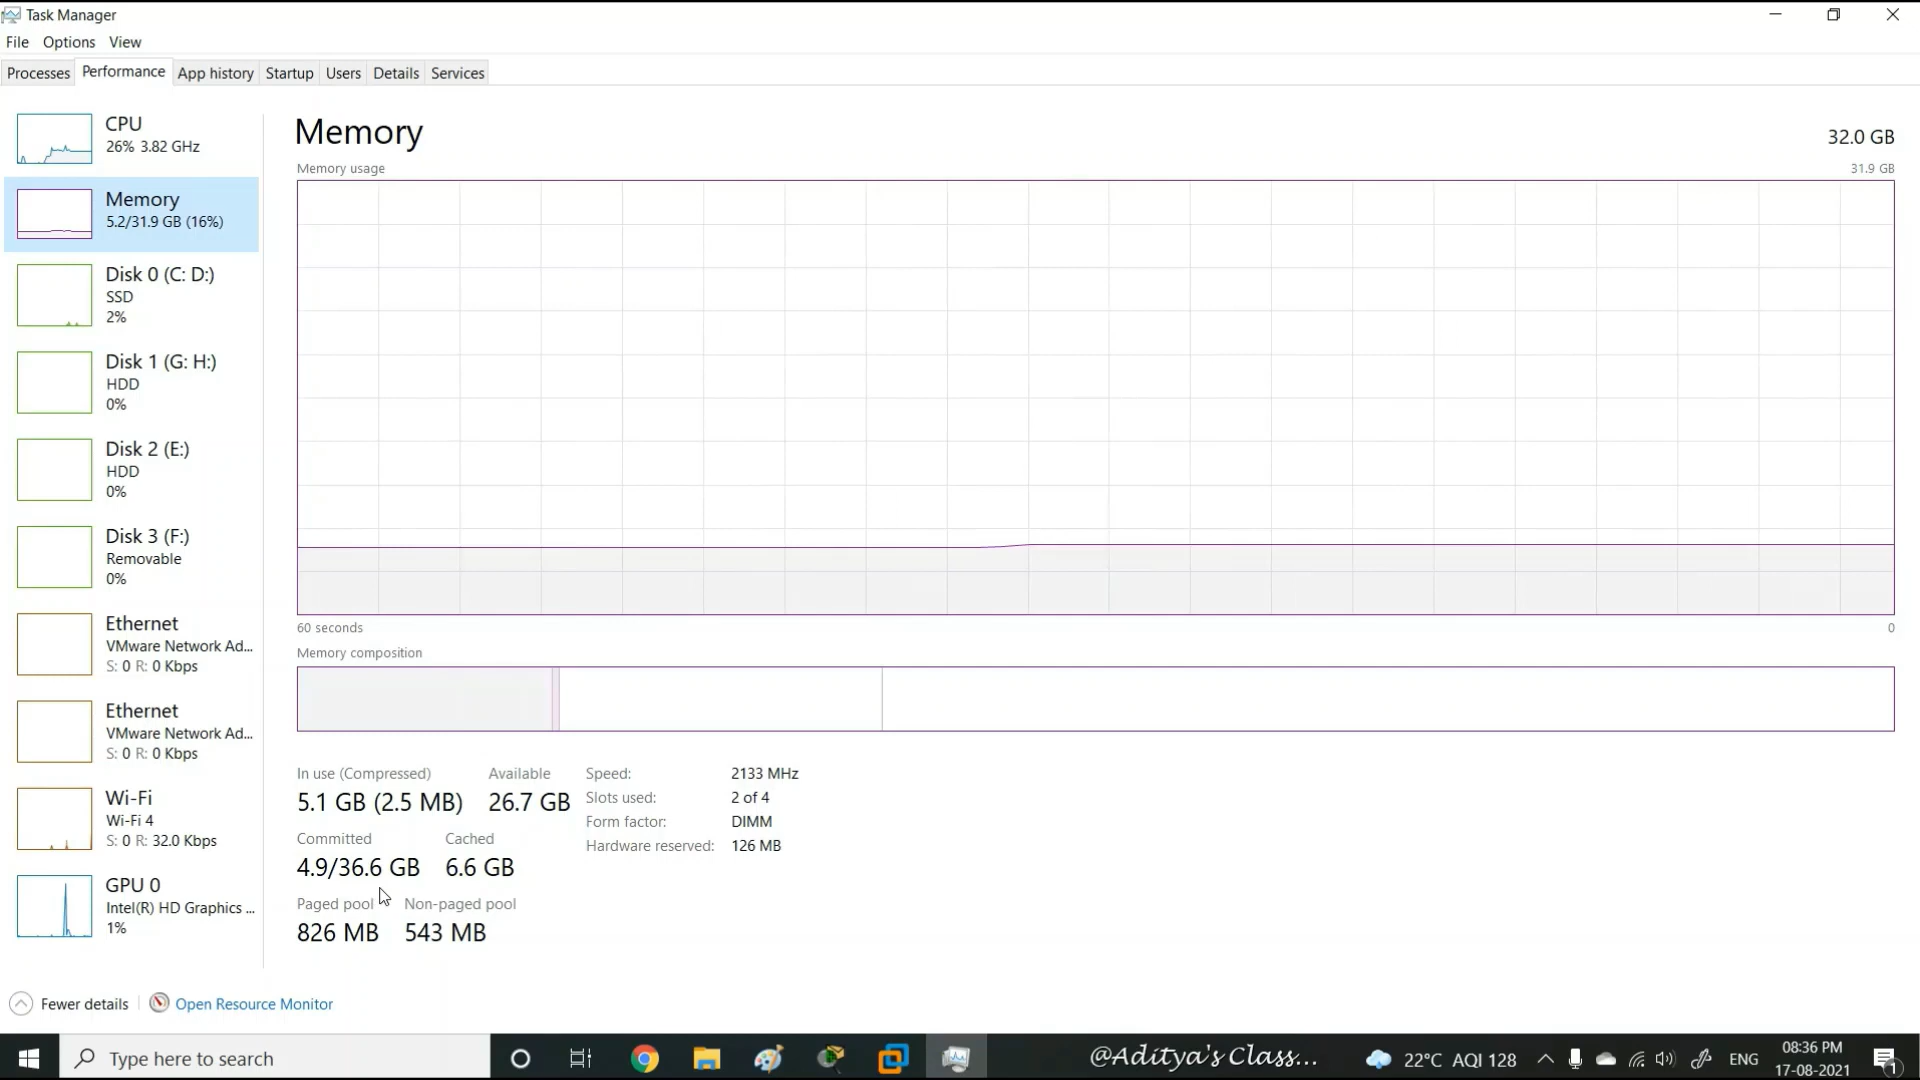 Task Manager
File Options View
Processes Performance App history Startup Users Details Services
CPU
26% 3.82 GHz
Memory
5.2/31.9 GB (16%)
Disk 0 (C: D:)
SSD
2%
Disk 1 (G: H:)
HDD
0%
Disk 2 (E:)
HDD
0%
Disk 3 (F:)
Removable
0%
Ethernet
VMware Network Ad...
S: 0 R: 0 Kbps
Ethernet
VMware Network Ad...
S: 0 R: 0 Kbps
Wi-Fi
Wi-Fi 4
S: 0 R: 32.0 Kbps
GPU 0
Intel(R) HD Graphics ...
1%
Memory 32.0 GB
Memory usage 31.9 GB
60 seconds 0
Memory composition
In use (Compressed) Available
5.1 GB (2.5 MB) 26.7 GB
Committed Cached
4.9/36.6 GB 6.6 GB
Paged pool Non-paged pool
826 MB 543 MB
Speed: 2133 MHz
Slots used: 2 of 4
Form factor: DIMM
Hardware reserved: 126 MB
Fewer details Open Resource Monitor
Type here to search
@Aditya's Class...
22°C AQI 128
ENG
08:36 PM
17-08-2021
1